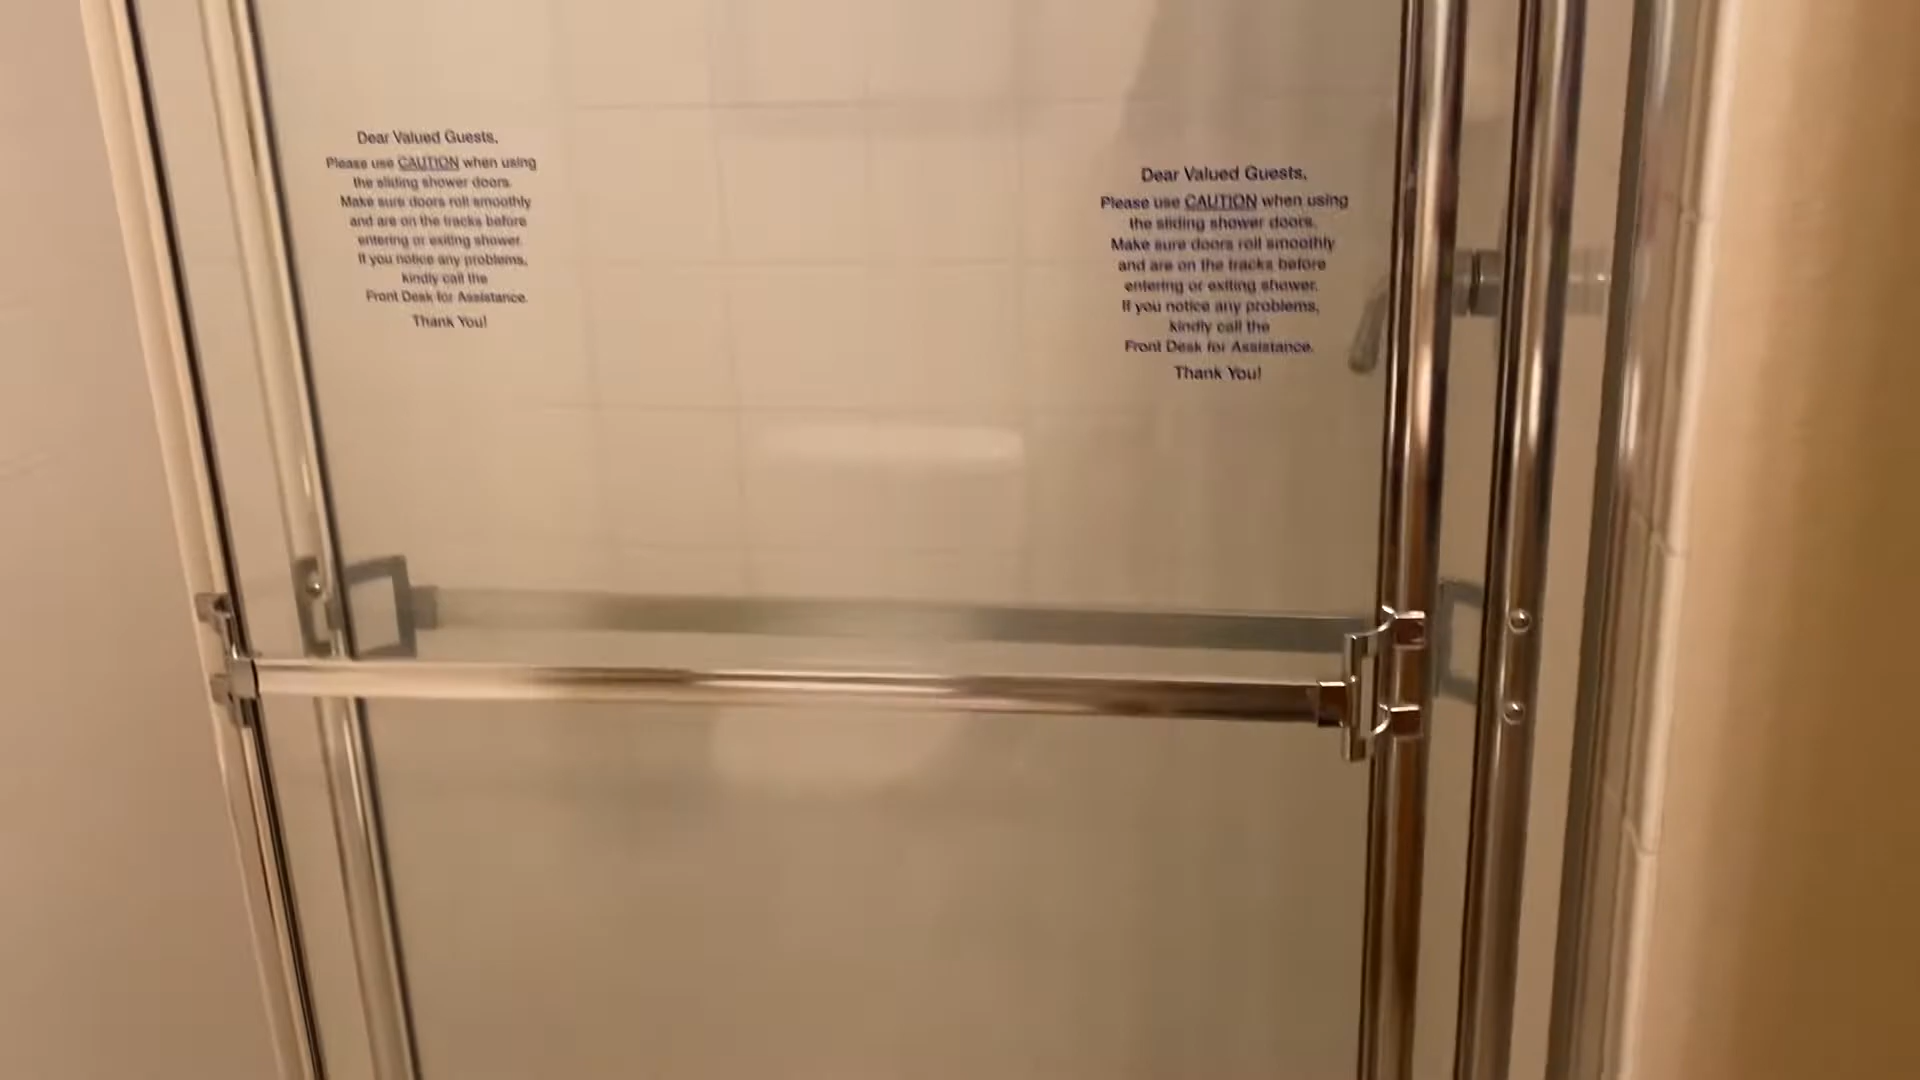 Dear Valued Guests,
Please use CAUTION when using
the sliding shower doors.
Make sure doors roll smoothly
and are on the tracks before
entering or exiting shower.
If you notice any problems,
kindly call the
Front Desk for Assistance.
Thank You!
Dear Valued Guests,
Please use CAUTION when using
the sliding shower doors.
Make sure doors roll smoothly
and are on the tracks before
entering or exiting shower.
If you notice any problems,
kindly call the
Front Desk for Assistance.
Thank You!